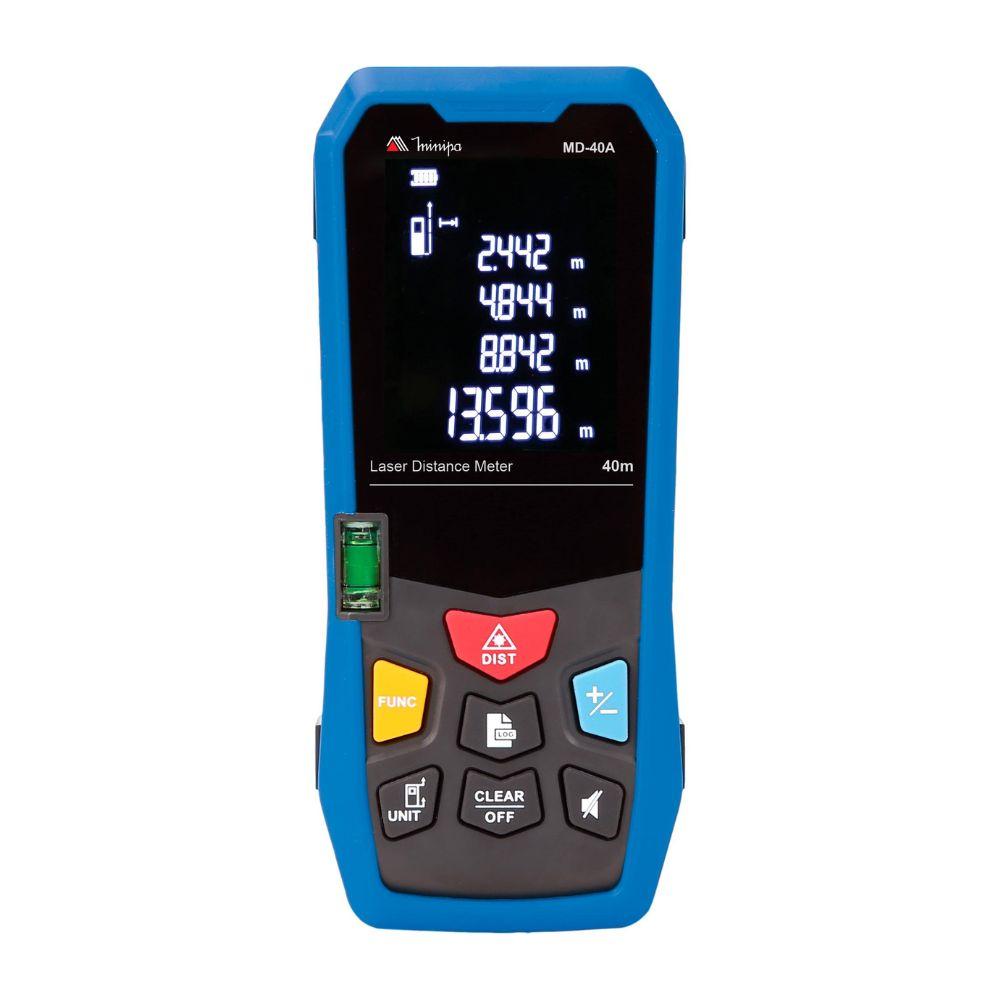 minipa MD-40A
2.442 m
4.844 m
8.842 m
13.596 m
Laser Distance Meter 40m
DIST
FUNC
+/-
LOG
UNIT
CLEAR
OFF